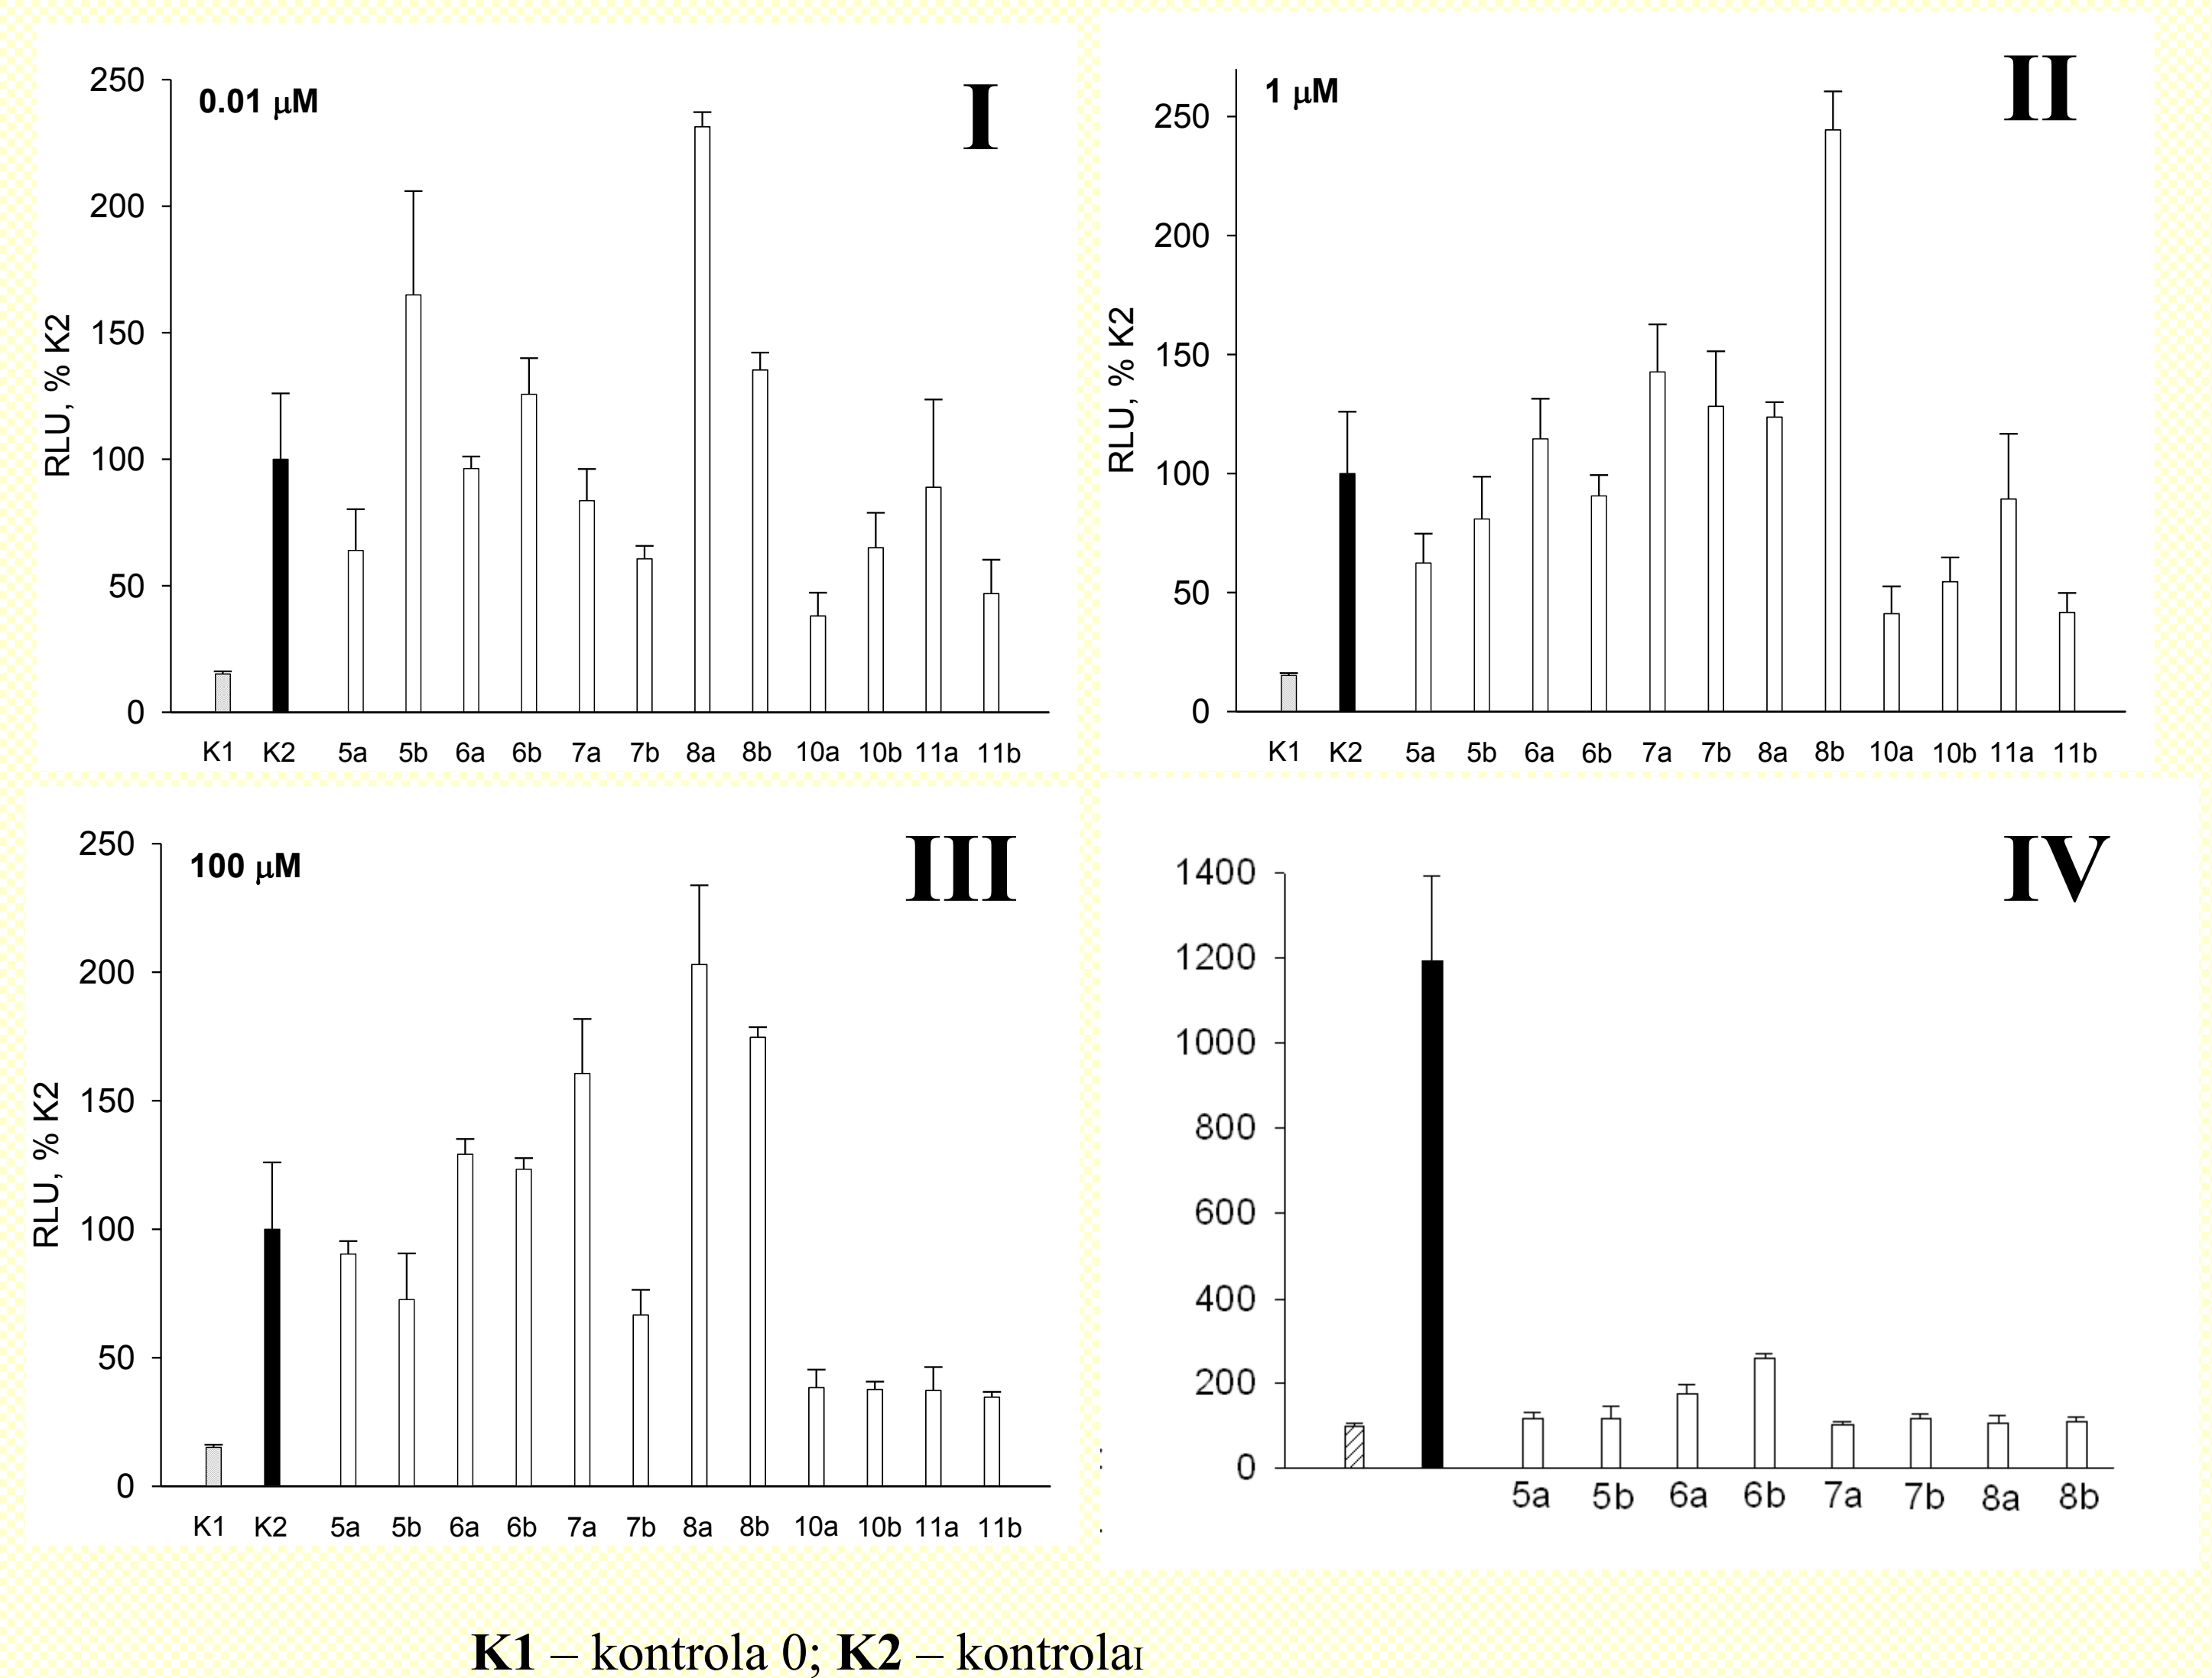 I
0.01 μM
250
200
150
100
50
0
RLU, % K2
K1 K2 5a 5b 6a 6b 7a 7b 8a 8b 10a 10b 11a 11b
II
1 μM
250
200
150
100
50
0
RLU, % K2
K1 K2 5a 5b 6a 6b 7a 7b 8a 8b 10a 10b 11a 11b
III
100 μM
250
200
150
100
50
0
RLU, % K2
K1 K2 5a 5b 6a 6b 7a 7b 8a 8b 10a 10b 11a 11b
IV
1400
1200
1000
800
600
400
200
0
5a 5b 6a 6b 7a 7b 8a 8b
K1 – kontrola 0; K2 – kontrolaI